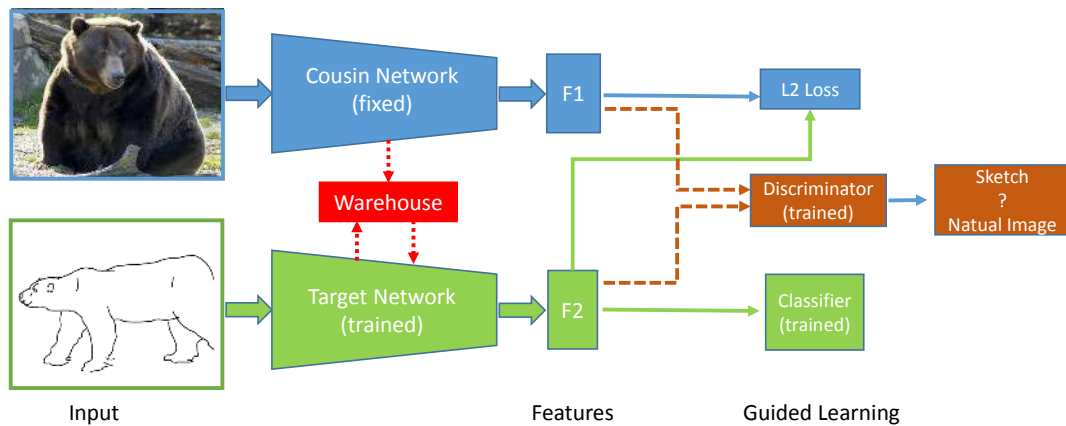 Cousin Network
(fixed)
F1
L2 Loss
Warehouse
Discriminator
(trained)
Sketch
?
Natual Image
Target Network
(trained)
F2
Classifier
(trained)
Input
Features
Guided Learning